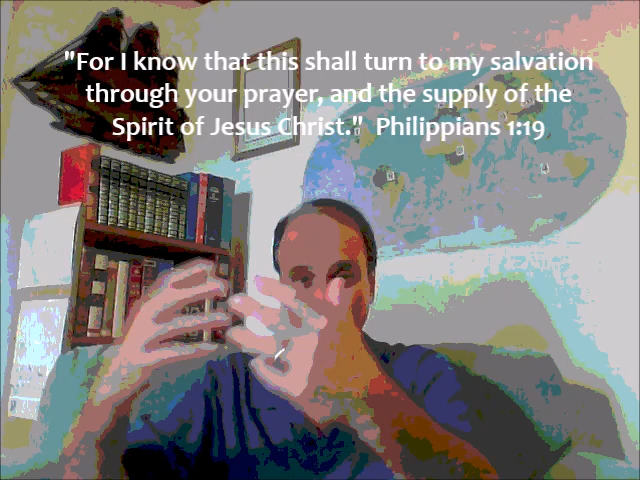 "For I know that this shall turn to my salvation
through your prayer, and the supply of the
Spirit of Jesus Christ."  Philippians 1:19